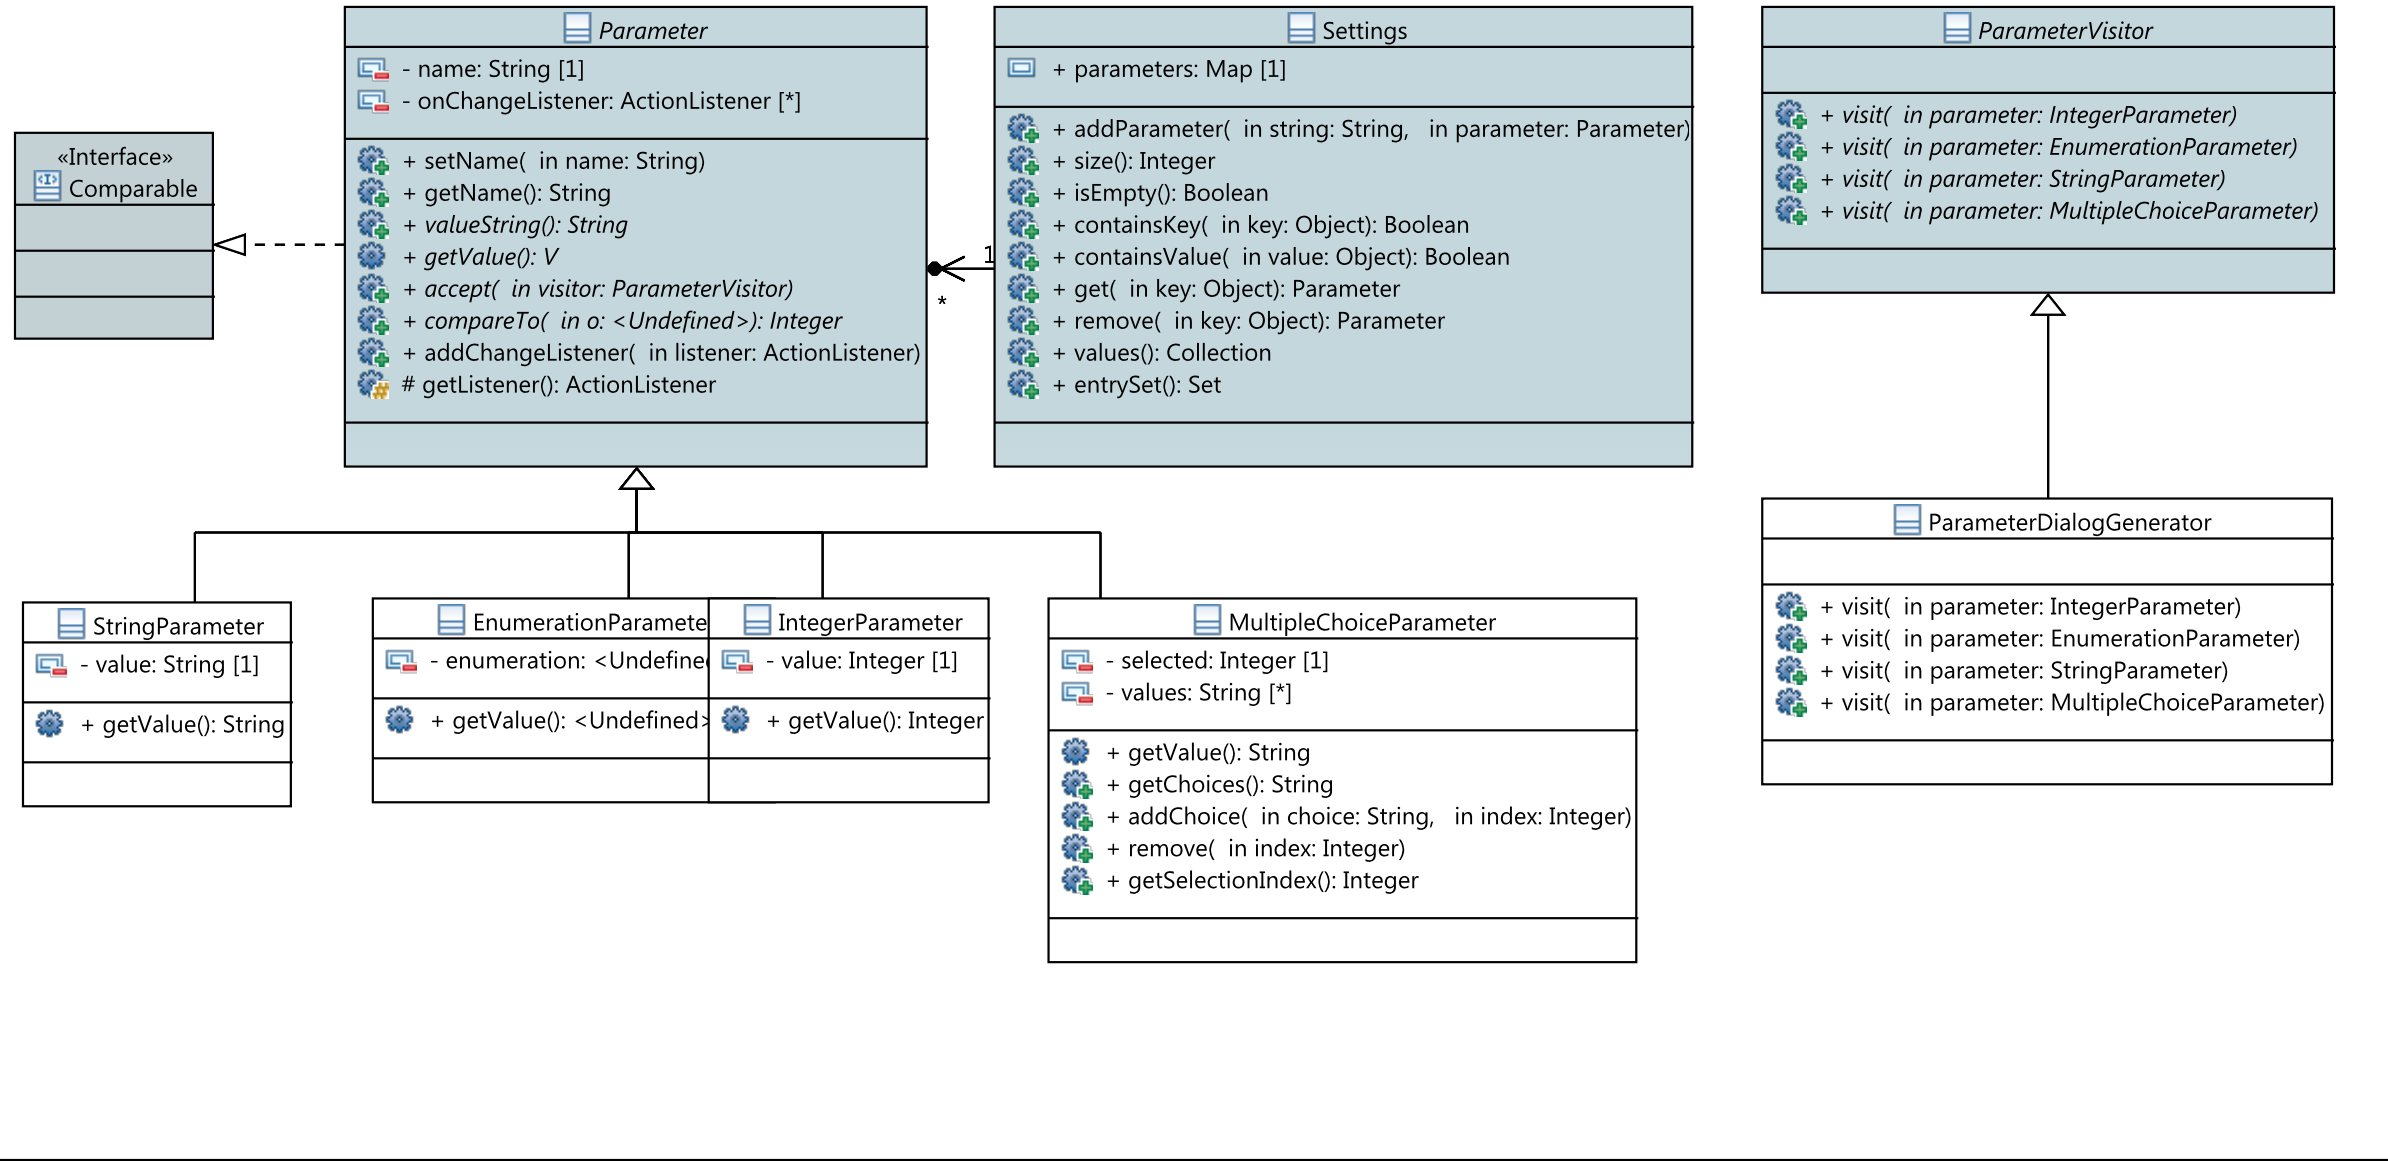 Parameter
- name: String [1]
- onChangeListener: ActionListener [*]
+ setName(  in name: String)
+ getName(): String
+ valueString(): String
+ getValue(): V
+ accept(  in visitor: ParameterVisitor)
+ compareTo(  in o: <Undefined>): Integer
+ addChangeListener(  in listener: ActionListener)
# getListener(): ActionListener
Settings
+ parameters: Map [1]
+ addParameter(  in string: String,   in parameter: Parameter)
+ size(): Integer
+ isEmpty(): Boolean
+ containsKey(  in key: Object): Boolean
+ containsValue(  in value: Object): Boolean
+ get(  in key: Object): Parameter
+ remove(  in key: Object): Parameter
+ values(): Collection
+ entrySet(): Set
ParameterVisitor
+ visit(  in parameter: IntegerParameter)
+ visit(  in parameter: EnumerationParameter)
+ visit(  in parameter: StringParameter)
+ visit(  in parameter: MultipleChoiceParameter)
«Interface»
Comparable
1
*
StringParameter
- value: String [1]
+ getValue(): String
EnumerationParamete
- enumeration: <Undefine
+ getValue(): <Undefined>
IntegerParameter
- value: Integer [1]
+ getValue(): Integer
MultipleChoiceParameter
- selected: Integer [1]
- values: String [*]
+ getValue(): String
+ getChoices(): String
+ addChoice(  in choice: String,   in index: Integer)
+ remove(  in index: Integer)
+ getSelectionIndex(): Integer
ParameterDialogGenerator
+ visit(  in parameter: IntegerParameter)
+ visit(  in parameter: EnumerationParameter)
+ visit(  in parameter: StringParameter)
+ visit(  in parameter: MultipleChoiceParameter)